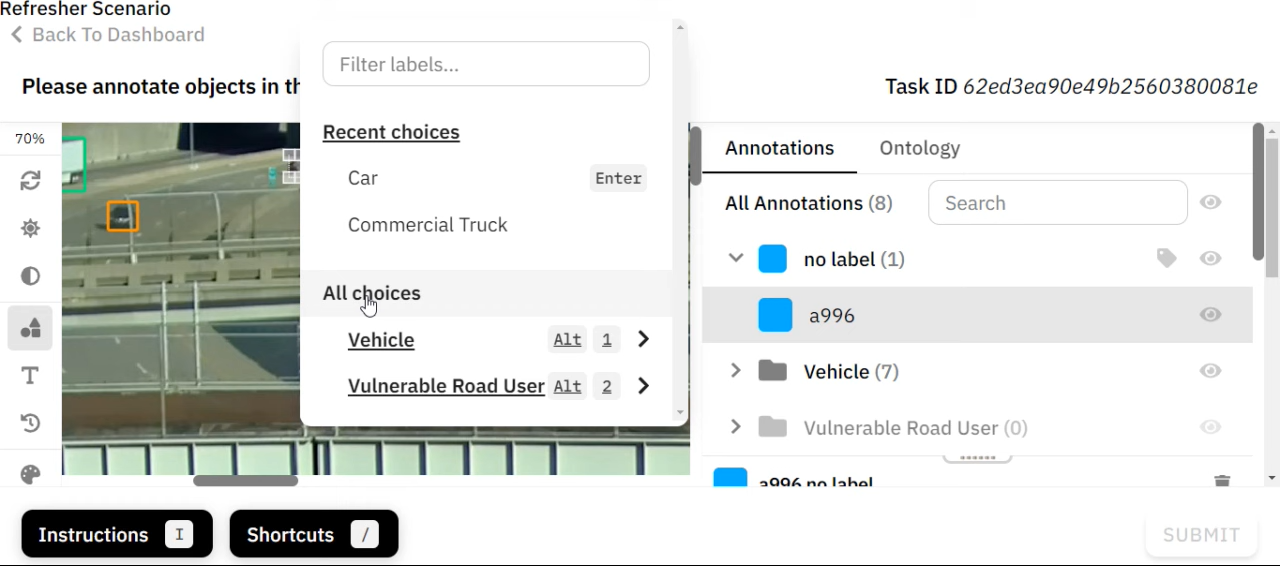 Refresher Scenario
Back To Dashboard
Please annotate objects in th
Task ID 62ed3ea90e49b2560380081e
70%
Filter labels...
Recent choices
Car Enter
Commercial Truck
All choices
Vehicle Alt 1
Vulnerable Road User Alt 2
Annotations Ontology
All Annotations (8) Search
no label (1)
a996
Vehicle (7)
Vulnerable Road User (0)
a996 no label
Instructions I
Shortcuts /
SUBMIT